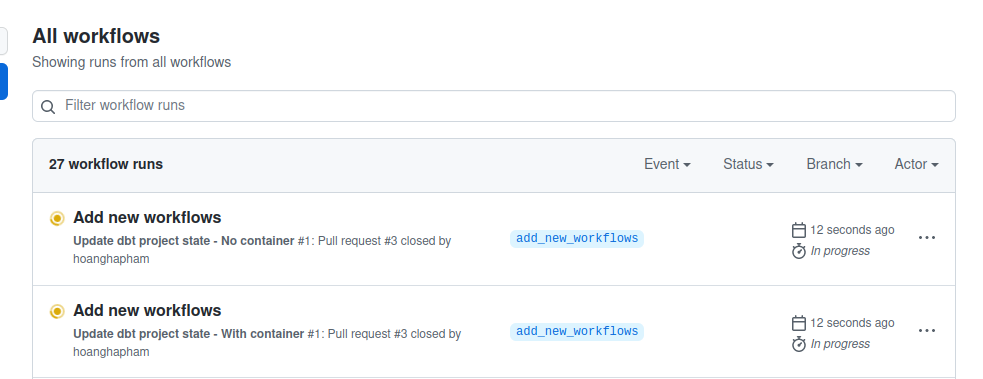 All workflows
Showing runs from all workflows
Filter workflow runs
27 workflow runs Event Status Branch Actor
Add new workflows
Update dbt project state - No container #1: Pull request #3 closed by
hoanghapham
add_new_workflows
12 seconds ago
In progress
Add new workflows
Update dbt project state - With container #1: Pull request #3 closed by
hoanghapham
add_new_workflows
12 seconds ago
In progress